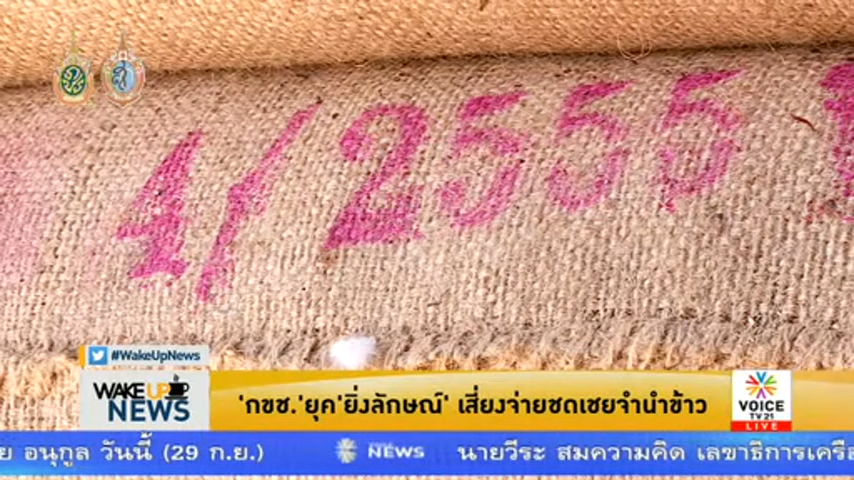 4/2555
#WakeUpNews
WAKE UP
NEWS
'กขช.'ยุค'ยิ่งลักษณ์' เสี่ยงจ่ายชดเชยจำนำข้าว
VOICE
TV 21
LIVE
อนุกูล วันนี้ (29 ก.ย.) NEWS นายวีระ สมความคิด เลขาธิการเครือ